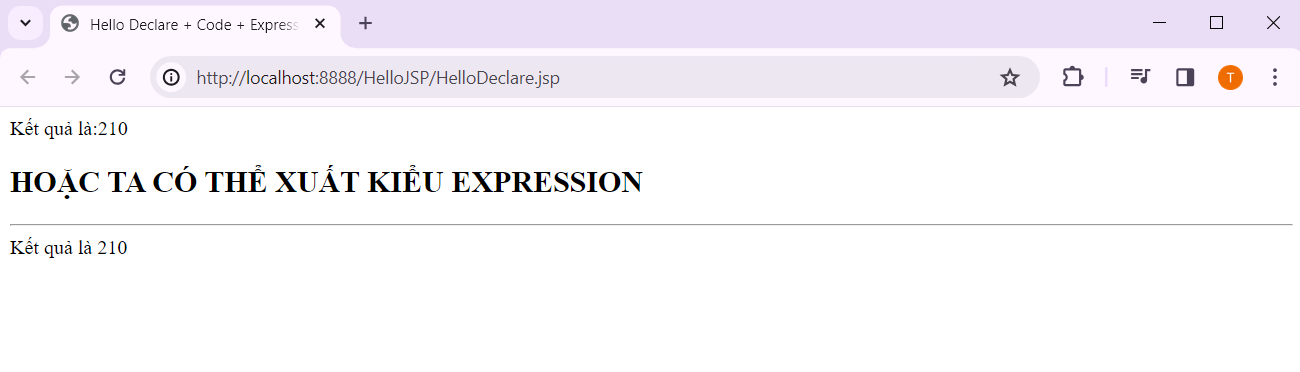 Hello Declare + Code + Express
http://localhost:8888/HelloJSP/HelloDeclare.jsp
T
Kết quả là:210
HOẶC TA CÓ THỂ XUẤT KIỂU EXPRESSION
Kết quả là 210